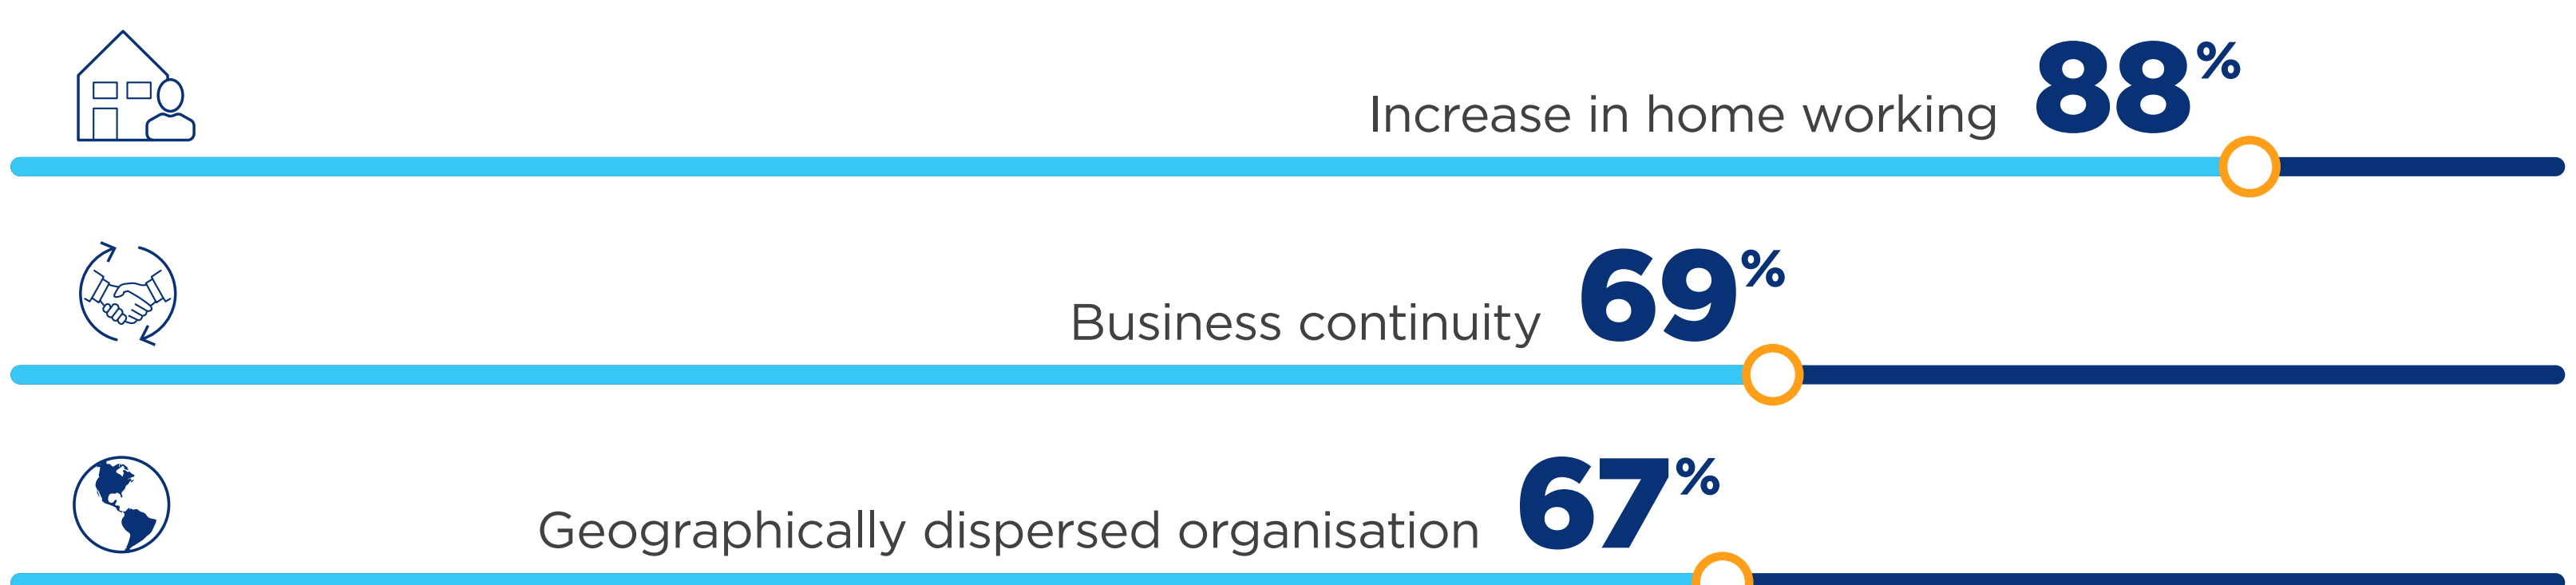 Increase in home working 88%
Business continuity 69%
Geographically dispersed organisation 67%